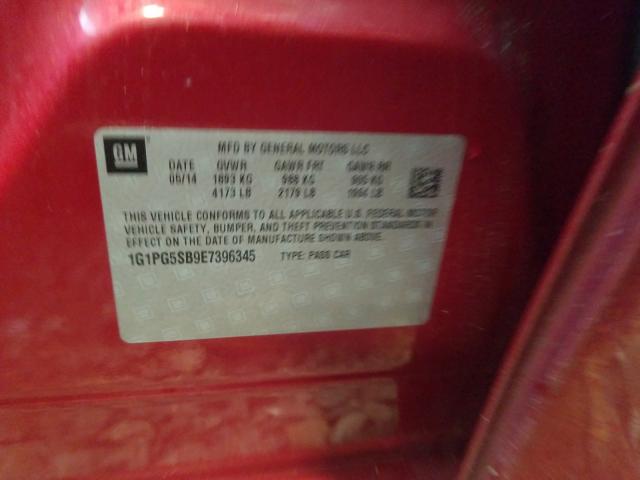 GM
MFD BY GENERAL MOTORS LLC
DATE GVWR GAWR FRT GAWR RR
05/14 1893 KG 988 KG 905 KG
4173 LB 2179 LB 1994 LB
THIS VEHICLE CONFORMS TO ALL APPLICABLE U.S. FEDERAL MOTOR
VEHICLE SAFETY, BUMPER, AND THEFT PREVENTION STANDARDS IN
EFFECT ON THE DATE OF MANUFACTURE SHOWN ABOVE.
1G1PG5SB9E7396345 TYPE: PASS CAR